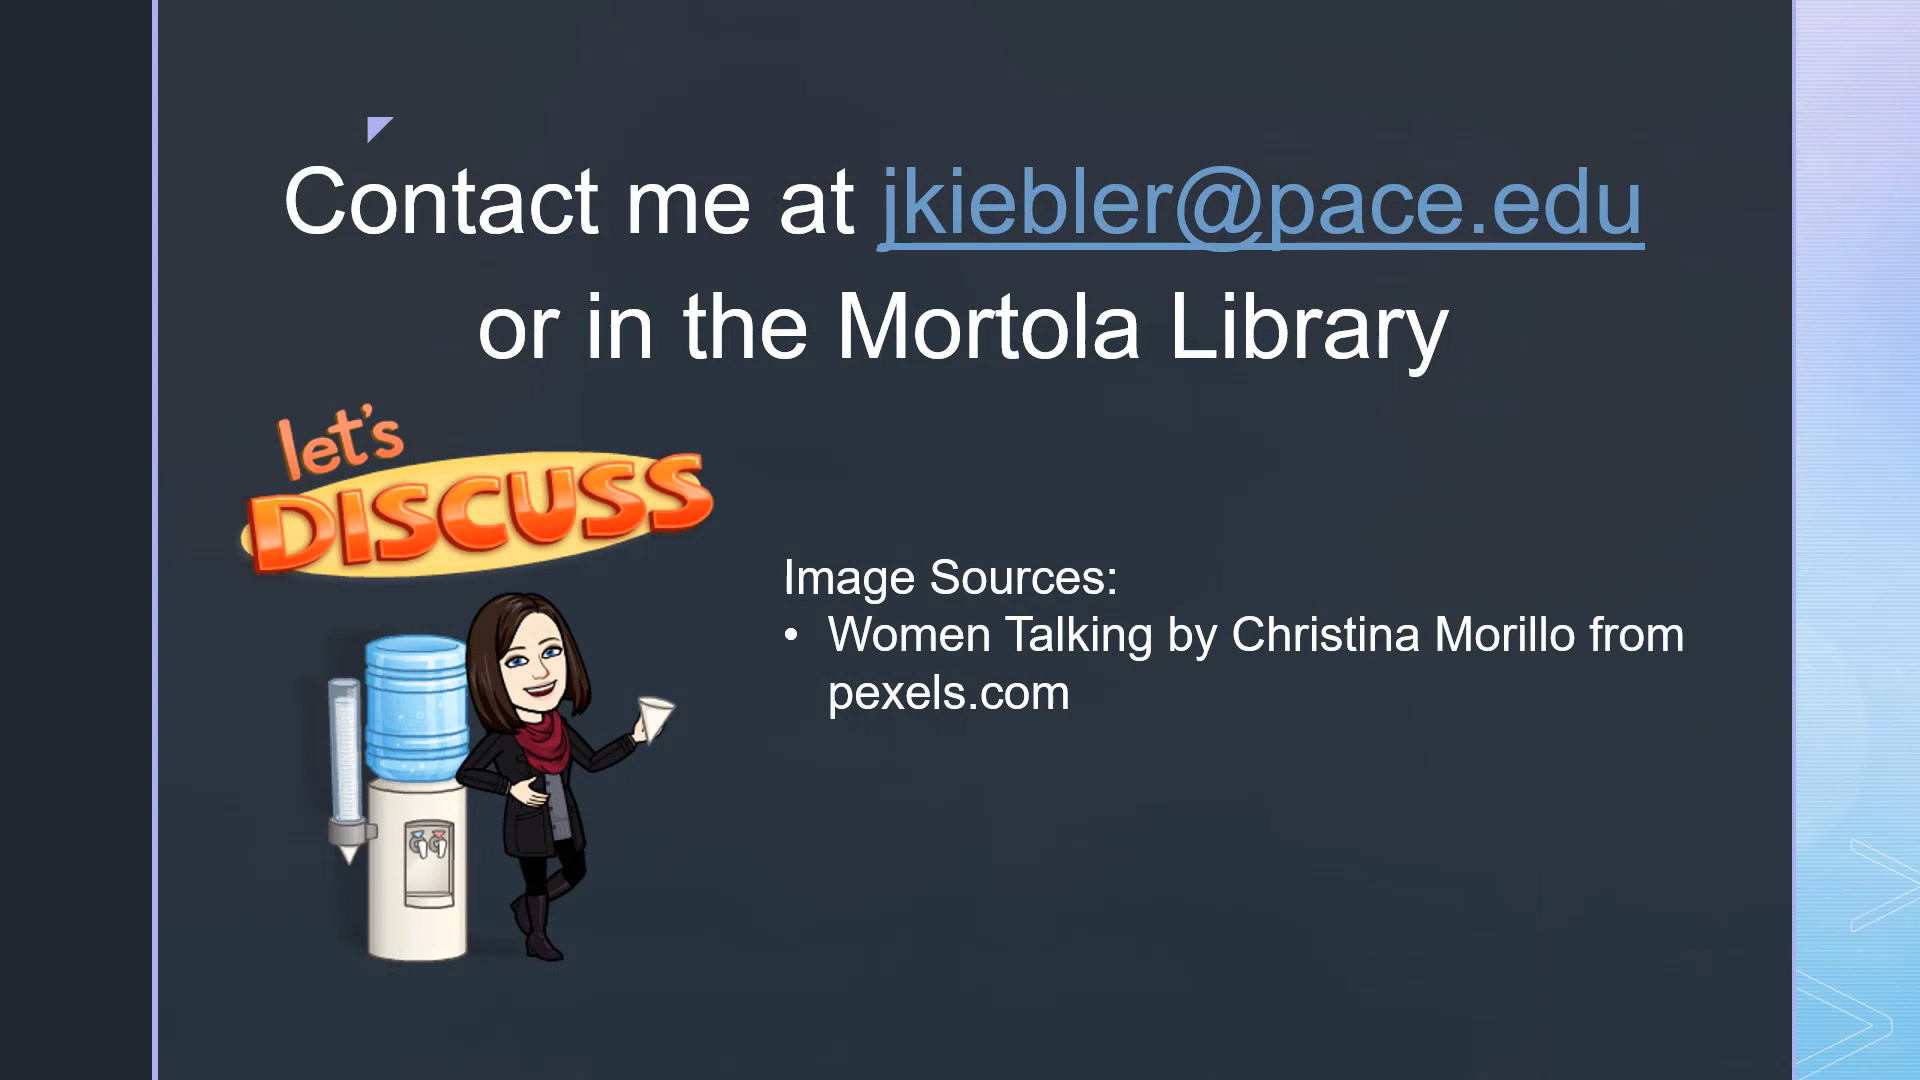 Contact me at jkiebler@pace.edu
or in the Mortola Library
let's
DISCUSS
Image Sources:
• Women Talking by Christina Morillo from
pexels.com